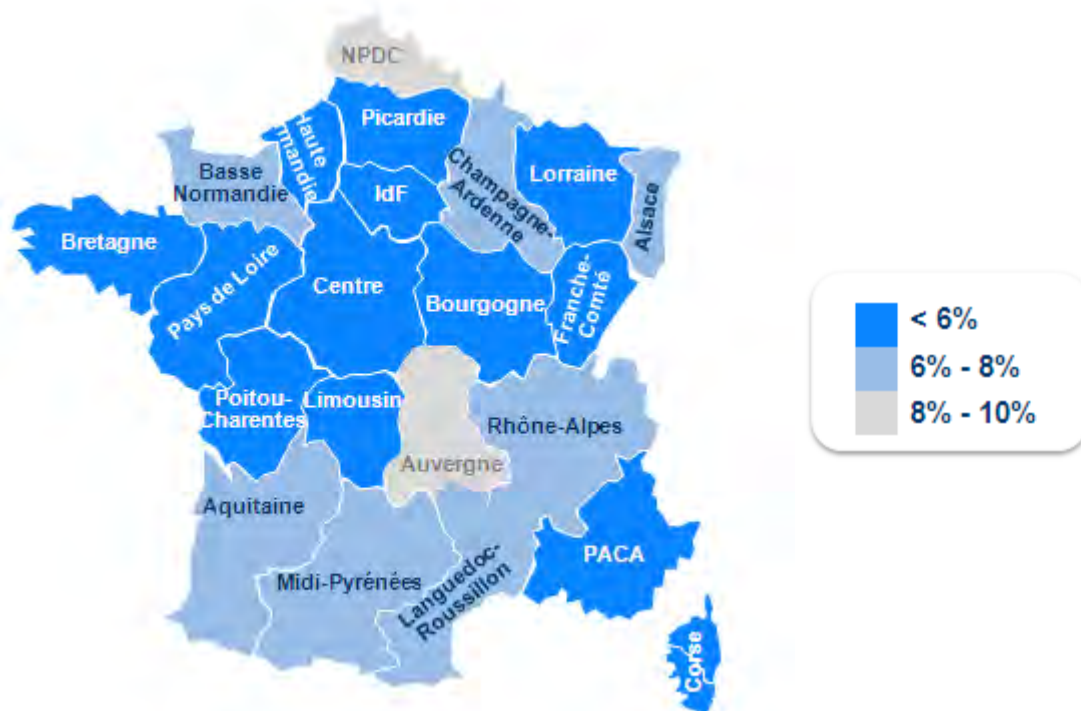 NPDC
Picardie
Haute
rmandie
Basse
Normandie
IdF
Champagne-
Ardenne
Lorraine
Alsace
Bretagne
Pays de Loire
Centre
Bourgogne
Franche-
Comté
Poitou-
Charentes
Limousin
Auvergne
Rhône-Alpes
Aquitaine
Midi-Pyrénées
Languedoc-
Roussillon
PACA
Corse
< 6%
6% - 8%
8% - 10%